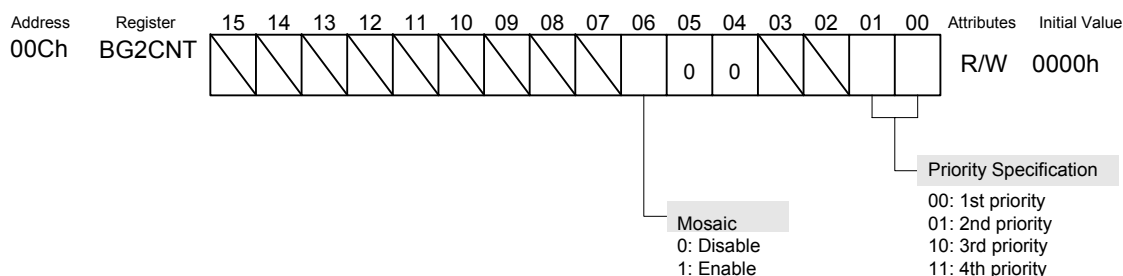 Address Register 15 14 13 12 11 10 09 08 07 06 05 04 03 02 01 00 Attributes Initial Value
00Ch BG2CNT 0 0 R/W 0000h
Priority Specification
00: 1st priority
01: 2nd priority
10: 3rd priority
11: 4th priority
Mosaic
0: Disable
1: Enable